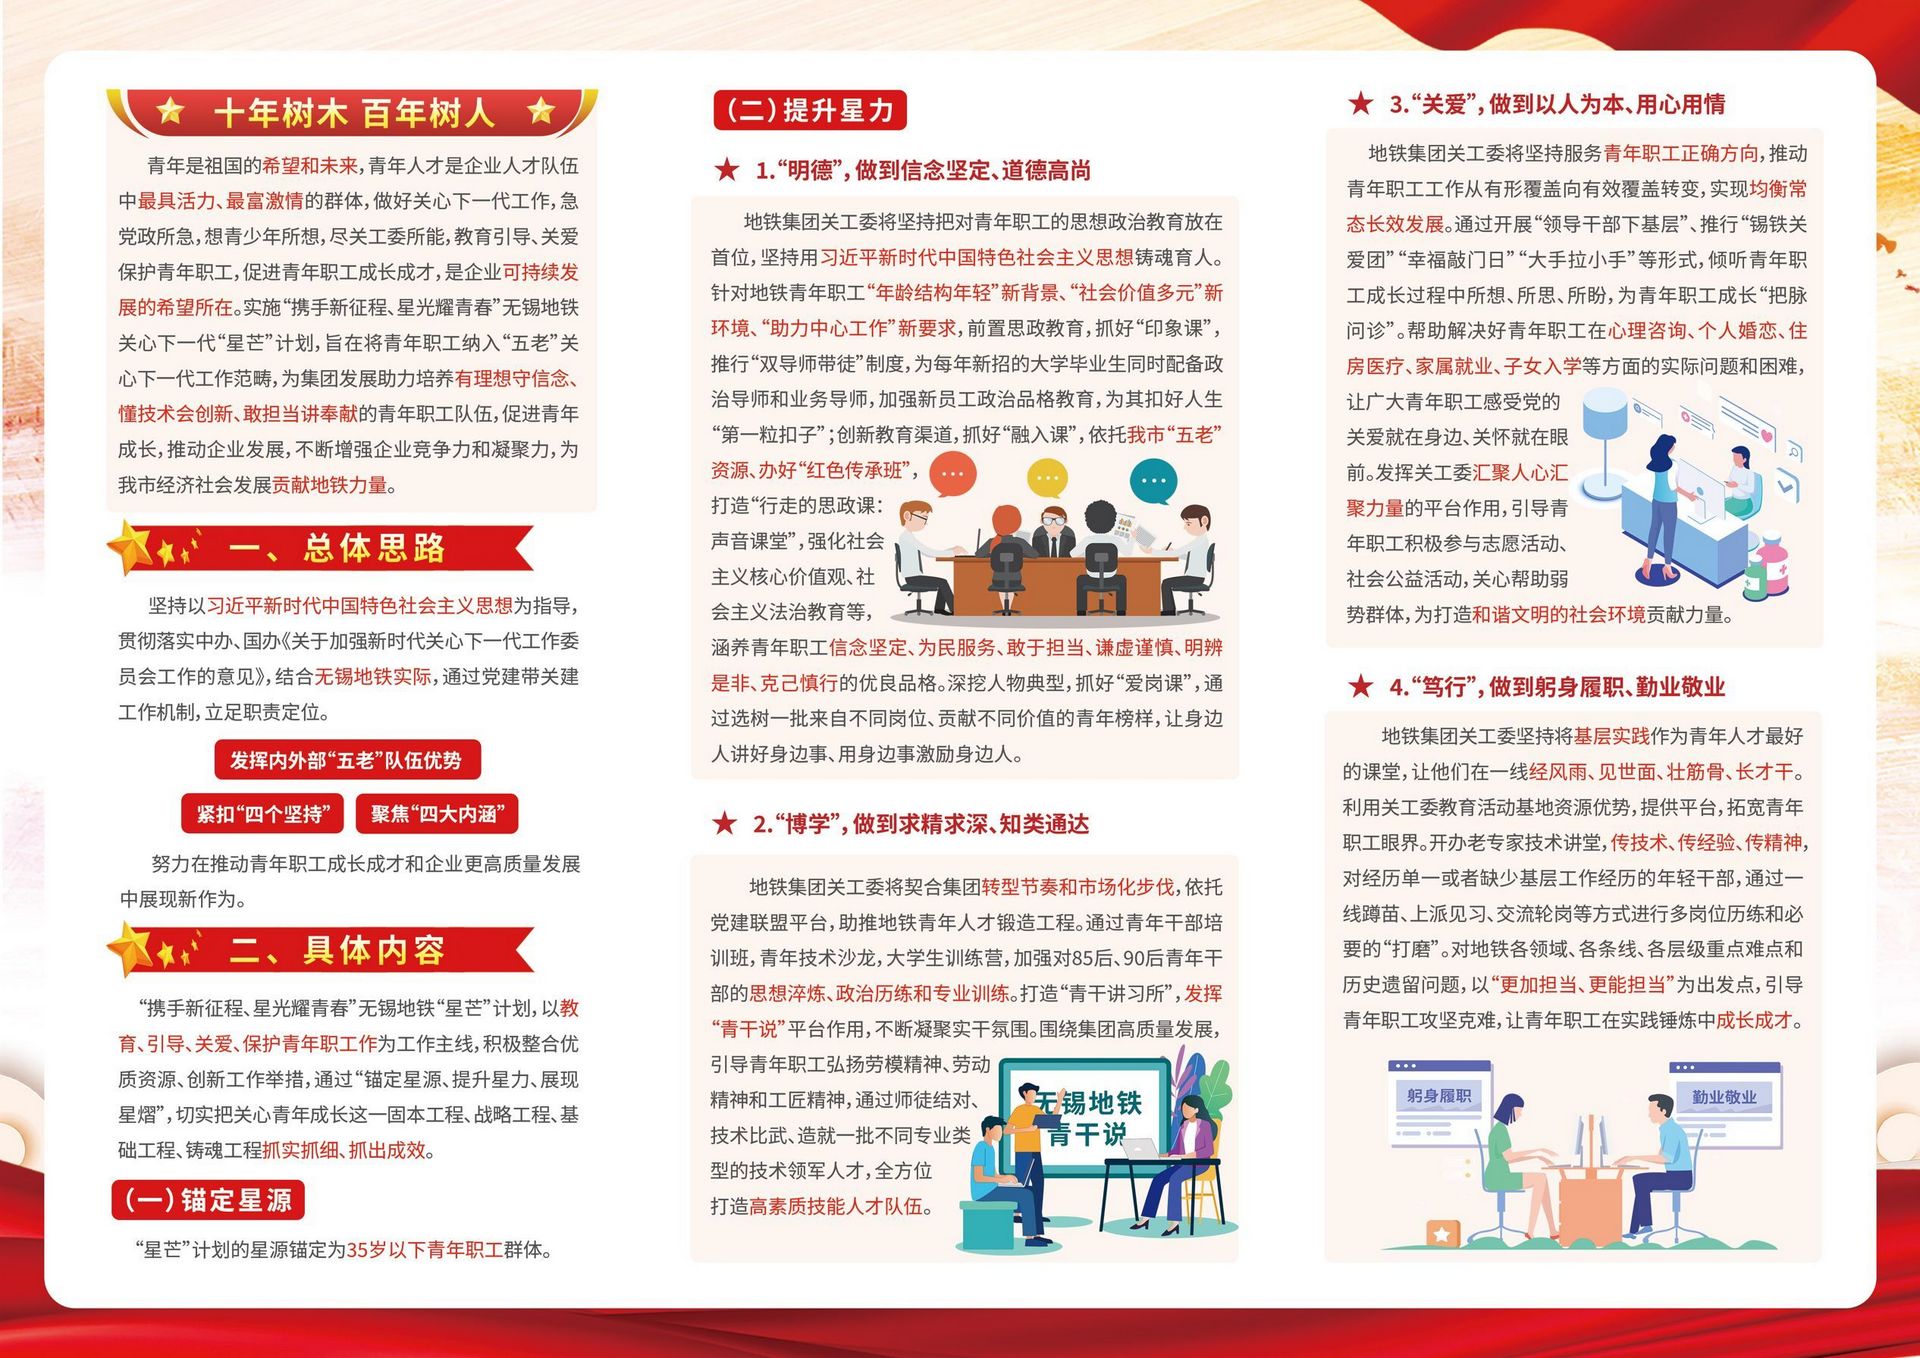 十年树木 百年树人
青年是祖国的希望和未来，青年人才是企业人才队伍
中最具活力、最富激情的群体，做好关心下一代工作，急
党政所急，想青少年所想，尽关工委所能，教育引导、关爱
保护青年职工，促进青年职工成长成才，是企业可持续发
展的希望所在。实施“携手新征程、星光耀青春”无锡地铁
关心下一代“星芒”计划，旨在将青年职工纳入“五老”关
心下一代工作范畴，为集团发展助力培养有理想守信念、
懂技术会创新、敢担当讲奉献的青年职工队伍，促进青年
成长，推动企业发展，不断增强企业竞争力和凝聚力，为
我市经济社会发展贡献地铁力量。
一、总体思路
坚持以习近平新时代中国特色社会主义思想为指导，
贯彻落实中办、国办《关于加强新时代关心下一代工作委
员会工作的意见》，结合无锡地铁实际，通过党建带关建
工作机制，立足职责定位。
发挥内外部“五老”队伍优势
紧扣“四个坚持” 聚焦“四大内涵”
努力在推动青年职工成长成才和企业更高质量发展
中展现新作为。
二、具体内容
“携手新征程、星光耀青春”无锡地铁“星芒”计划，以教
育、引导、关爱、保护青年职工作为工作主线，积极整合优
质资源、创新工作举措，通过“锚定星源、提升星力、展现
星熠”，切实把关心青年成长这一固本工程、战略工程、基
础工程、铸魂工程抓实抓细、抓出成效。
（一）锚定星源
“星芒”计划的星源锚定为35岁以下青年职工群体。
（二）提升星力
1.“明德”，做到信念坚定、道德高尚
地铁集团关工委将坚持把对青年职工的思想政治教育放在
首位，坚持用习近平新时代中国特色社会主义思想铸魂育人。
针对地铁青年职工“年龄结构年轻”新背景、“社会价值多元”新
环境、“助力中心工作”新要求，前置思政教育，抓好“印象课”，
推行“双导师带徒”制度，为每年新招的大学毕业生同时配备政
治导师和业务导师，加强新员工政治品格教育，为其扣好人生
“第一粒扣子”；创新教育渠道，抓好“融入课”，依托我市“五老”
资源、办好“红色传承班”，
打造“行走的思政课：
声音课堂”，强化社会
主义核心价值观、社
会主义法治教育等，
涵养青年职工信念坚定、为民服务、敢于担当、谦虚谨慎、明辨
是非、克己慎行的优良品格。深挖人物典型，抓好“爱岗课”，通
过选树一批来自不同岗位、贡献不同价值的青年榜样，让身边
人讲好身边事、用身边事激励身边人。
2.“博学”，做到求精求深、知类通达
地铁集团关工委将契合集团转型节奏和市场化步伐，依托
党建联盟平台，助推地铁青年人才锻造工程。通过青年干部培
训班，青年技术沙龙，大学生训练营，加强对85后、90后青年干
部的思想淬炼、政治历练和专业训练。打造“青干讲习所”，发挥
“青干说”平台作用，不断凝聚实干氛围。围绕集团高质量发展，
引导青年职工弘扬劳模精神、劳动
精神和工匠精神，通过师徒结对、
技术比武、造就一批不同专业类
型的技术领军人才，全方位
打造高素质技能人才队伍。
无锡地铁
青干说
3.“关爱”，做到以人为本、用心用情
地铁集团关工委将坚持服务青年职工正确方向，推动
青年职工工作从有形覆盖向有效覆盖转变，实现均衡常
态长效发展。通过开展“领导干部下基层”、推行“锡铁关
爱团”“幸福敲门日”“大手拉小手”等形式，倾听青年职
工成长过程中所想、所思、所盼，为青年职工成长“把脉
问诊”。帮助解决好青年职工在心理咨询、个人婚恋、住
房医疗、家属就业、子女入学等方面的实际问题和困难，
让广大青年职工感受党的
关爱就在身边、关怀就在眼
前。发挥关工委汇聚人心汇
聚力量的平台作用，引导青
年职工积极参与志愿活动、
社会公益活动，关心帮助弱
势群体，为打造和谐文明的社会环境贡献力量。
4.“笃行”，做到躬身履职、勤业敬业
地铁集团关工委坚持将基层实践作为青年人才最好
的课堂，让他们在一线经风雨、见世面、壮筋骨、长才干。
利用关工委教育活动基地资源优势，提供平台，拓宽青年
职工眼界。开办老专家技术讲堂，传技术、传经验、传精神，
对经历单一或者缺少基层工作经历的年轻干部，通过一
线蹲苗、上派见习、交流轮岗等方式进行多岗位历练和必
要的“打磨”。对地铁各领域、各条线、各层级重点难点和
历史遗留问题，以“更加担当、更能担当”为出发点，引导
青年职工攻坚克难，让青年职工在实践锤炼中成长成才。
躬身履职
勤业敬业